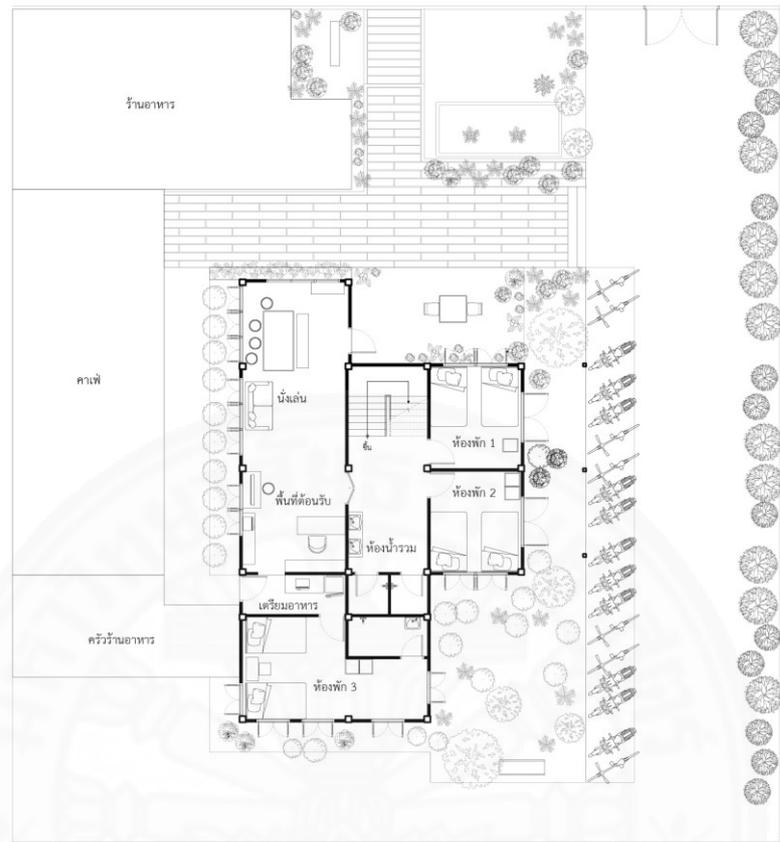 ร้านอาหาร
คาเฟ่
นั่งเล่น
ขึ้น
ห้องพัก 1
ห้องพัก 2
พื้นที่ต้อนรับ
ห้องน้ำรวม
เตรียมอาหาร
ครัวร้านอาหาร
ห้องพัก 3